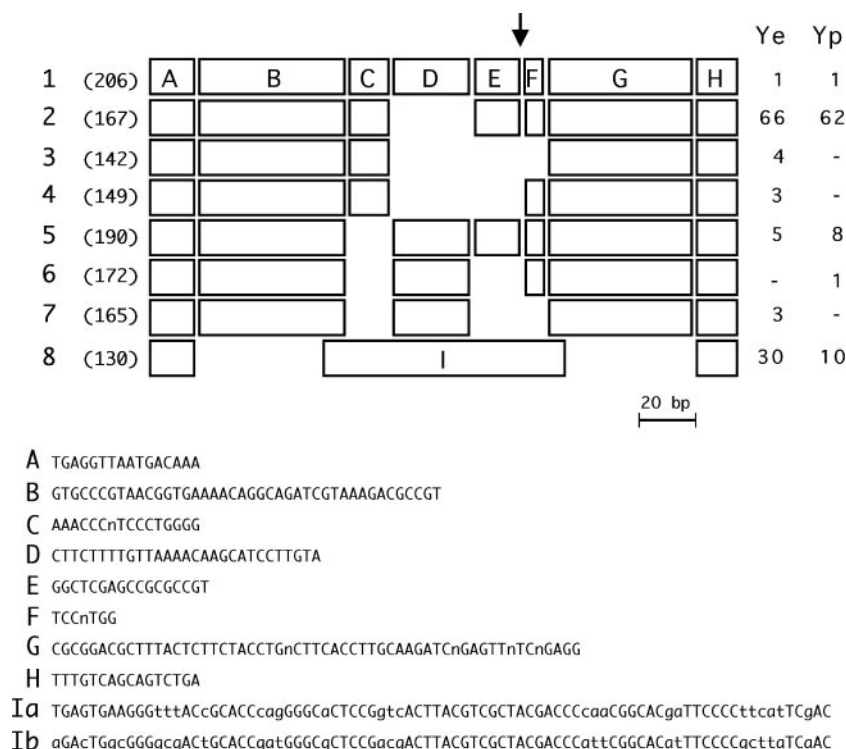 Ye Yp
1 (206) A B C D E F G H 1 1
2 (167) 66 62
3 (142) 4 -
4 (149) 3 -
5 (190) 5 8
6 (172) - 1
7 (165) 3 -
8 (130) I 30 10
20 bp
A TGAGGTTAATGACAAA
B GTGCCCGTAACGGTGAAAACAGGCAGATCGTAAAGACGCCGT
C AAACCCnTCCCTGGGG
D CTTCTTTTGTTAAAACAAGCATCCTTGTA
E GGCTCGAGCCGCGCCGT
F TCCnTGG
G CGCGGACGCTTTACTCTTCTACCTGnCTTCACCTTGCAAGATCnGAGTTnTCnGAGG
H TTTGTCAGCAGTCTGA
Ia TGAGTGAAGGGtttACcGCACCcagGGGCaCTCCGgtcACTTACGTCGCTACGACCCcaaCGGCACgaTTCCCCttcatTCgAC
Ib aGAcTGgcGGGgcgACtGCACCgatGGGCgCTCCGacgACTTACGTCGCTACGACCCgattCGGCACatTTCCCCgcttaTCgAC